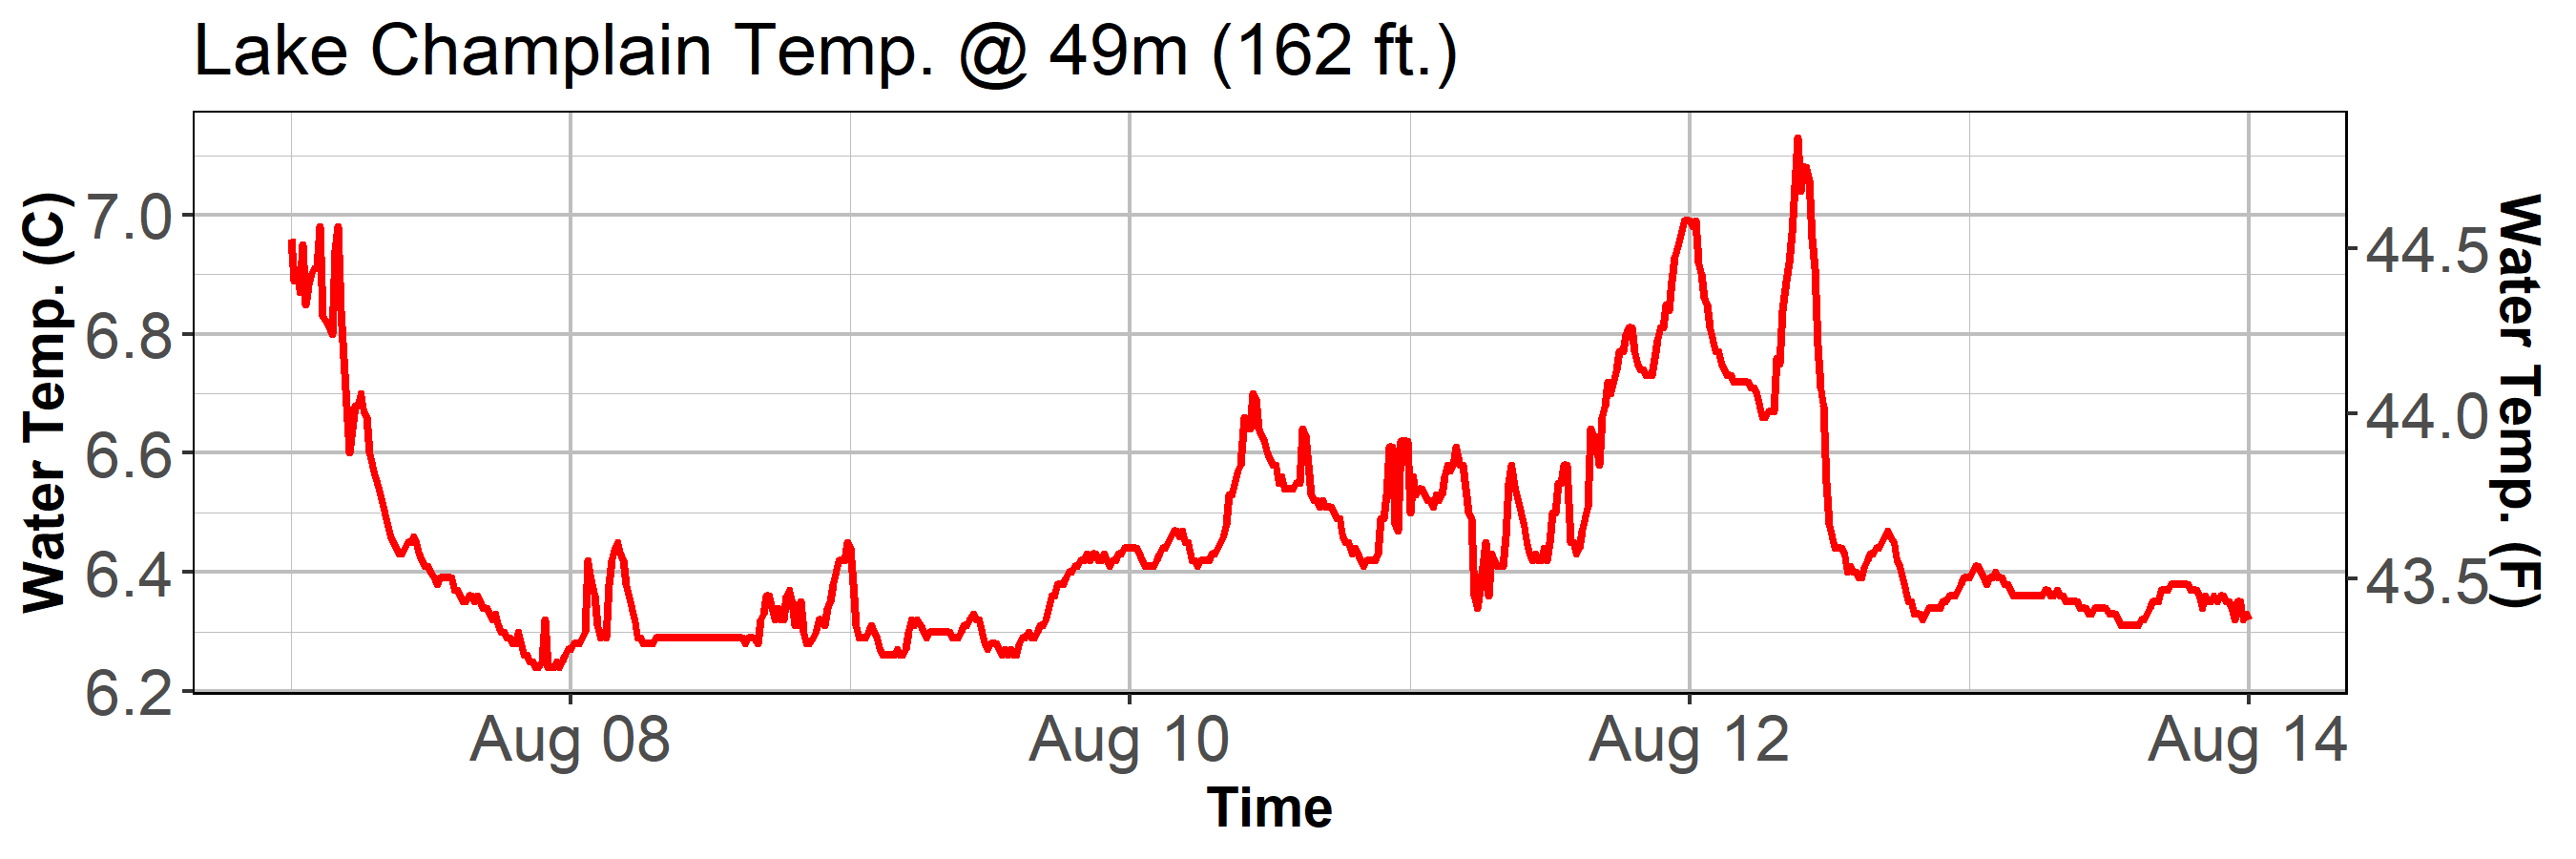 Lake Champlain Temp. @ 49m (162 ft.)
Water Temp. (C)
7.0
6.8
6.6
6.4
6.2
44.5
44.0
43.5
Water Temp. (F)
Aug 08
Aug 10
Aug 12
Aug 14
Time